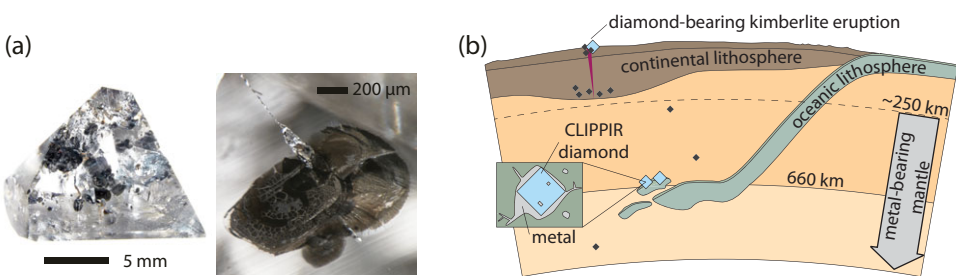 (a)
5 mm
200 µm
(b)
diamond-bearing kimberlite eruption
continental lithosphere
oceanic lithosphere
~250 km
CLIPPIR
diamond
660 km
metal-bearing
mantle
metal